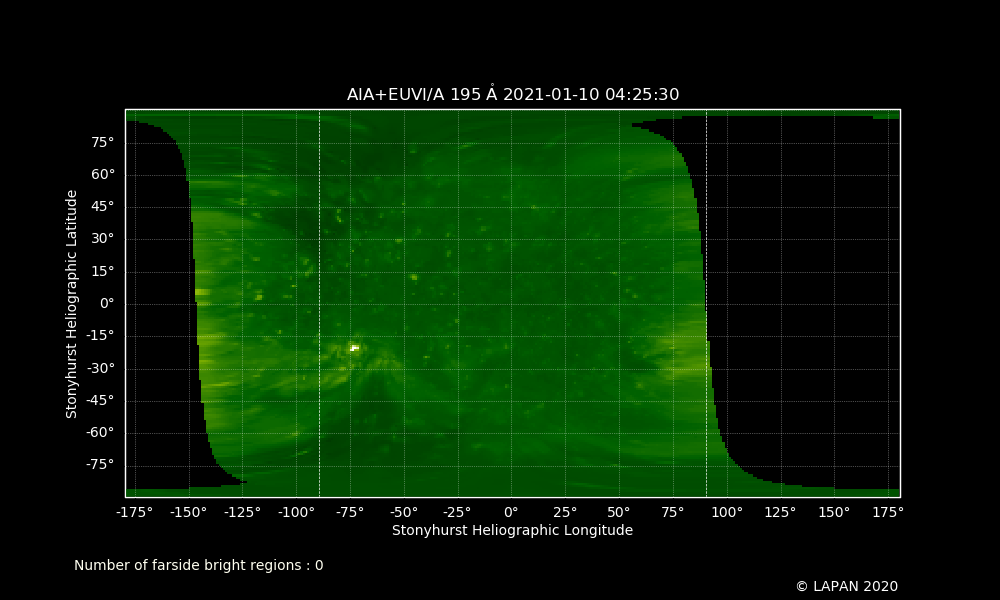 AIA+EUVI/A 195 Å 2021-01-10 04:25:30
75°
60°
45°
30°
15°
0°
-15°
-30°
-45°
-60°
-75°
Stonyhurst Heliographic Latitude
-175° -150° -125° -100° -75° -50° -25° 0° 25° 50° 75° 100° 125° 150° 175°
Stonyhurst Heliographic Longitude
Number of farside bright regions : 0
© LAPAN 2020